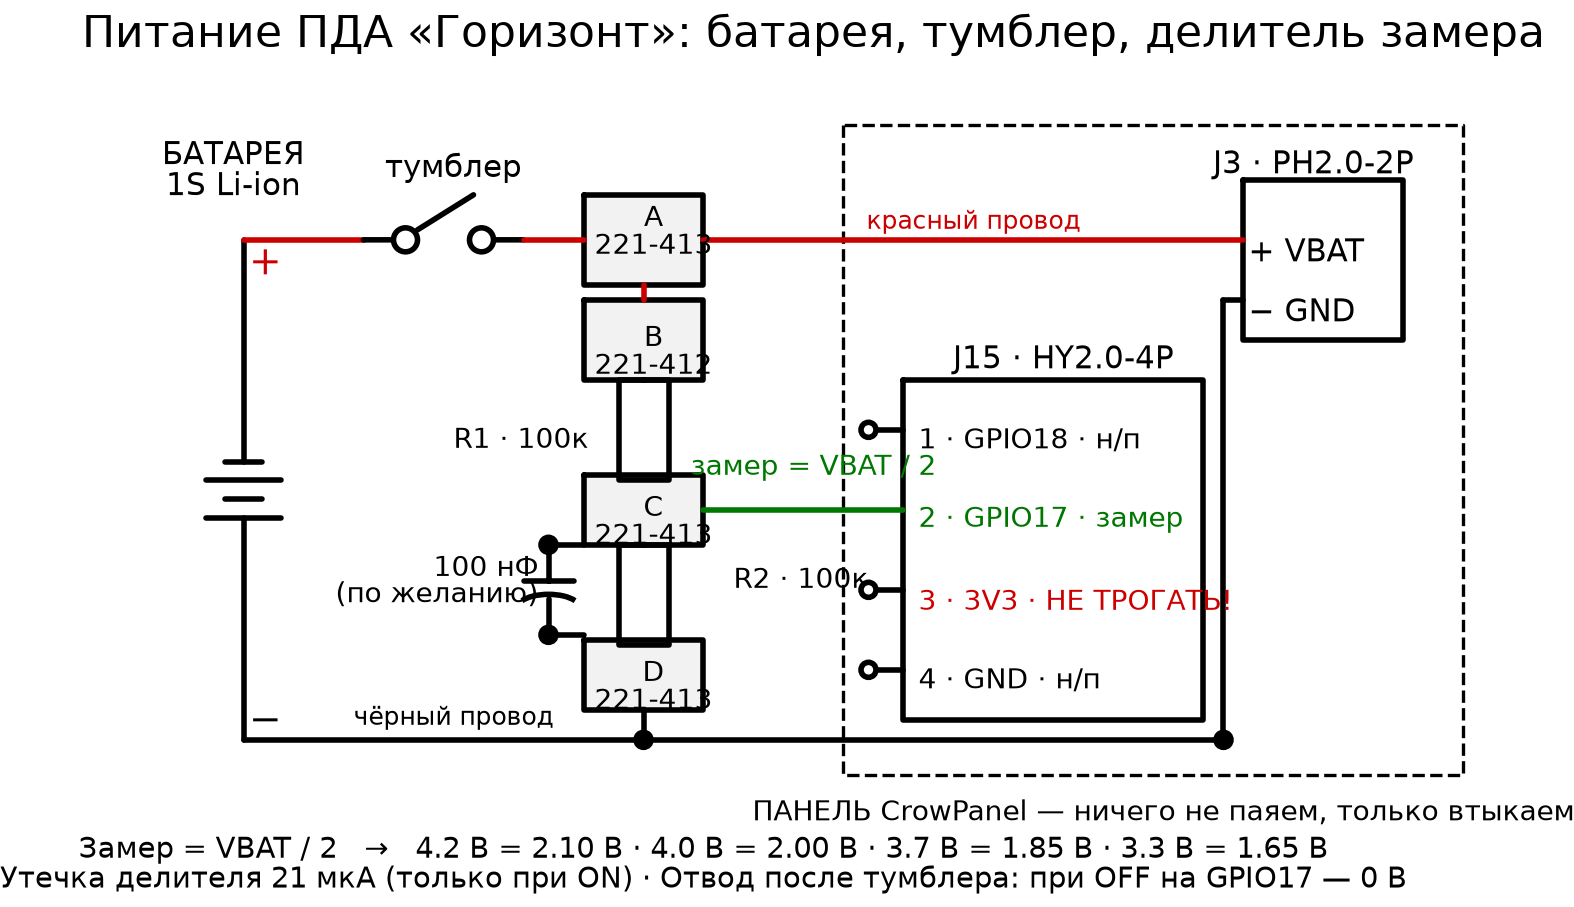 Питание ПДА «Горизонт»: батарея, тумблер, делитель замера
БАТАРЕЯ
1S Li-ion
тумблер
J3 · PH2.0-2P
A
221-413
красный провод
+
+ VBAT
− GND
B
221-412
J15 · HY2.0-4P
R1 · 100к
1 · GPIO18 · н/п
замер = VBAT / 2
C
221-413
2 · GPIO17 · замер
100 нФ
(по желанию)
R2 · 100к
3 · 3V3 · НЕ ТРОГАТЬ!
D
221-413
4 · GND · н/п
−
чёрный провод
ПАНЕЛЬ CrowPanel — ничего не паяем, только втыкаем
Замер = VBAT / 2 → 4.2 В = 2.10 В · 4.0 В = 2.00 В · 3.7 В = 1.85 В · 3.3 В = 1.65 В
Утечка делителя 21 мкА (только при ON) · Отвод после тумблера: при OFF на GPIO17 — 0 В